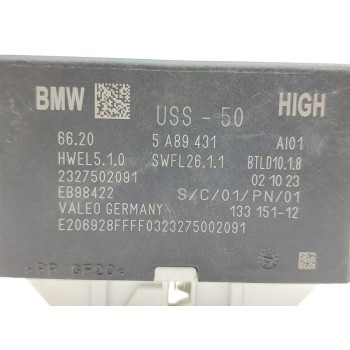 BMW USS - 50 HIGH
66.20 5 A89 431 AI01
HWEL5.1.0 SWFL26.1.1 BTLD10.1.8
2327502091 02 10 23
EB98422 S/C/01/PN/01
VALEO GERMANY 133 151-12
E206928FFFF0323275002091
>PP GF20<